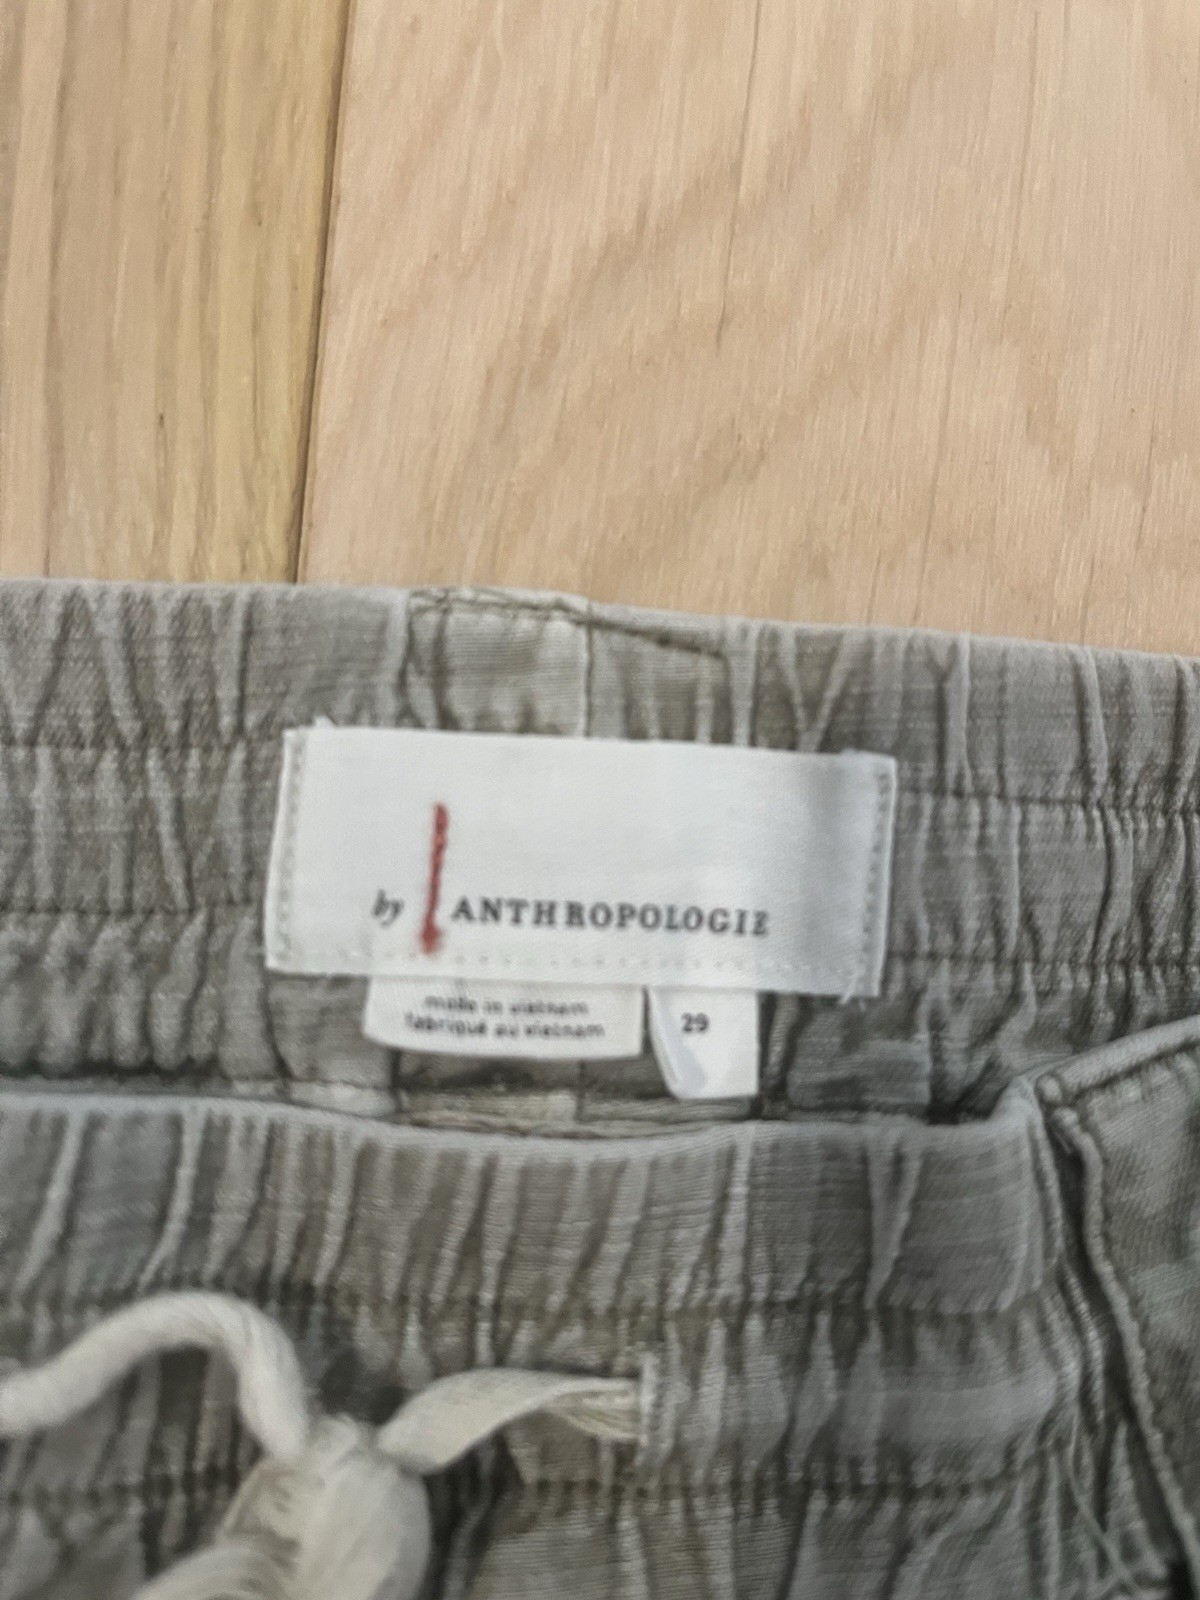 by ANTHROPOLOGIE
made in vietnam
fabriqué au vietnam
29